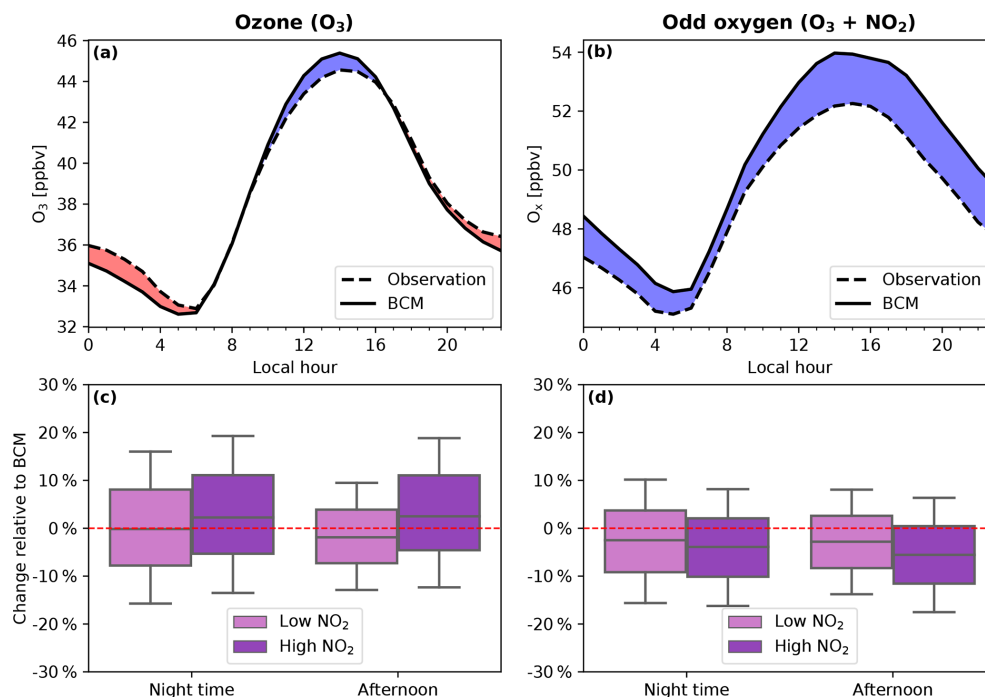 Ozone (O₃)
(a)
46
44
42
40
38
36
34
32
O₃ [ppbv]
0
4
8
12
16
20
Local hour
Observation
BCM
Odd oxygen (O₃ + NO₂)
(b)
54
52
50
48
46
Oₓ [ppbv]
0
4
8
12
16
20
Local hour
Observation
BCM
(c)
30 %
20 %
10 %
0 %
-10 %
-20 %
-30 %
Change relative to BCM
Low NO₂
High NO₂
Night time
Afternoon
(d)
30 %
20 %
10 %
0 %
-10 %
-20 %
-30 %
Low NO₂
High NO₂
Night time
Afternoon